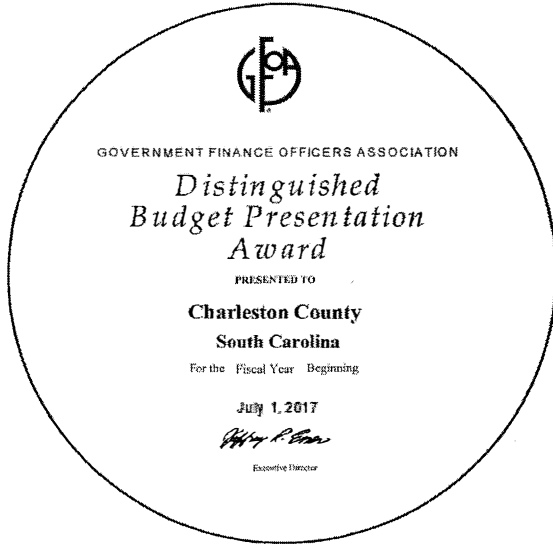 GFOA
GOVERNMENT FINANCE OFFICERS ASSOCIATION
Distinguished
Budget Presentation
Award
PRESENTED TO
Charleston County
South Carolina
For the Fiscal Year Beginning
July 1, 2017
Executive Director